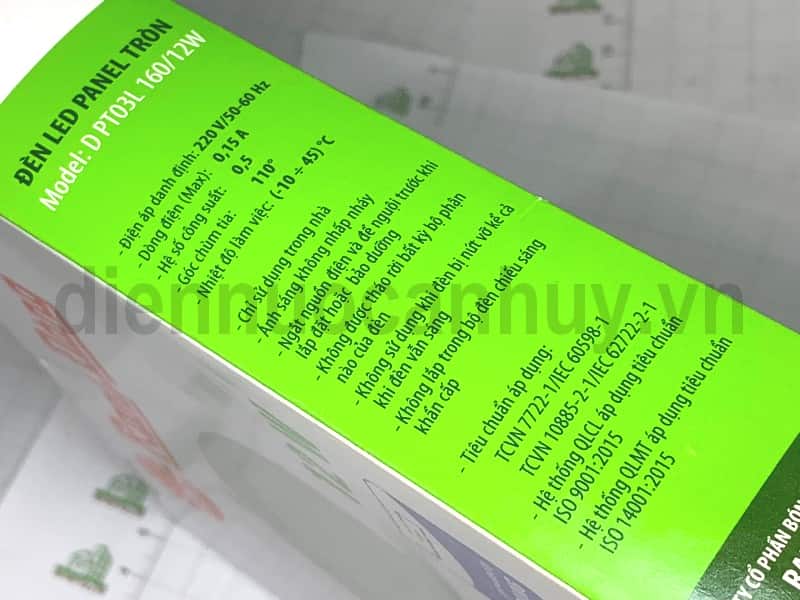 ĐÈN LED PANEL TRÒN
Model: D PT03L 160/12W
- Điện áp danh định: 220 V/50-60 Hz
- Dòng điện (Max): 0,15 A
- Hệ số công suất: 0,5
- Góc chùm tia: 110°
- Nhiệt độ làm việc: (-10 ÷ 45)°C
- Chỉ sử dụng trong nhà
- Ánh sáng không nhấp nháy
- Ngắt nguồn điện và để nguội trước khi
lắp đặt hoặc bảo dưỡng
- Không được tháo rời bất kỳ bộ phận
nào của đèn
- Không sử dụng khi đèn bị nứt vỡ kể cả
khi đèn vẫn sáng
- Không lắp trong bộ đèn chiếu sáng
khẩn cấp
- Tiêu chuẩn áp dụng:
TCVN 7722-1/IEC 60598-1
TCVN 10885-2-1/IEC 62722-2-1
- Hệ thống QLCL áp dụng tiêu chuẩn
ISO 9001:2015
- Hệ thống QLMT áp dụng tiêu chuẩn
ISO 14001:2015
TY CỔ PHẦN BÓN
RA
diennuocanhuy.vn